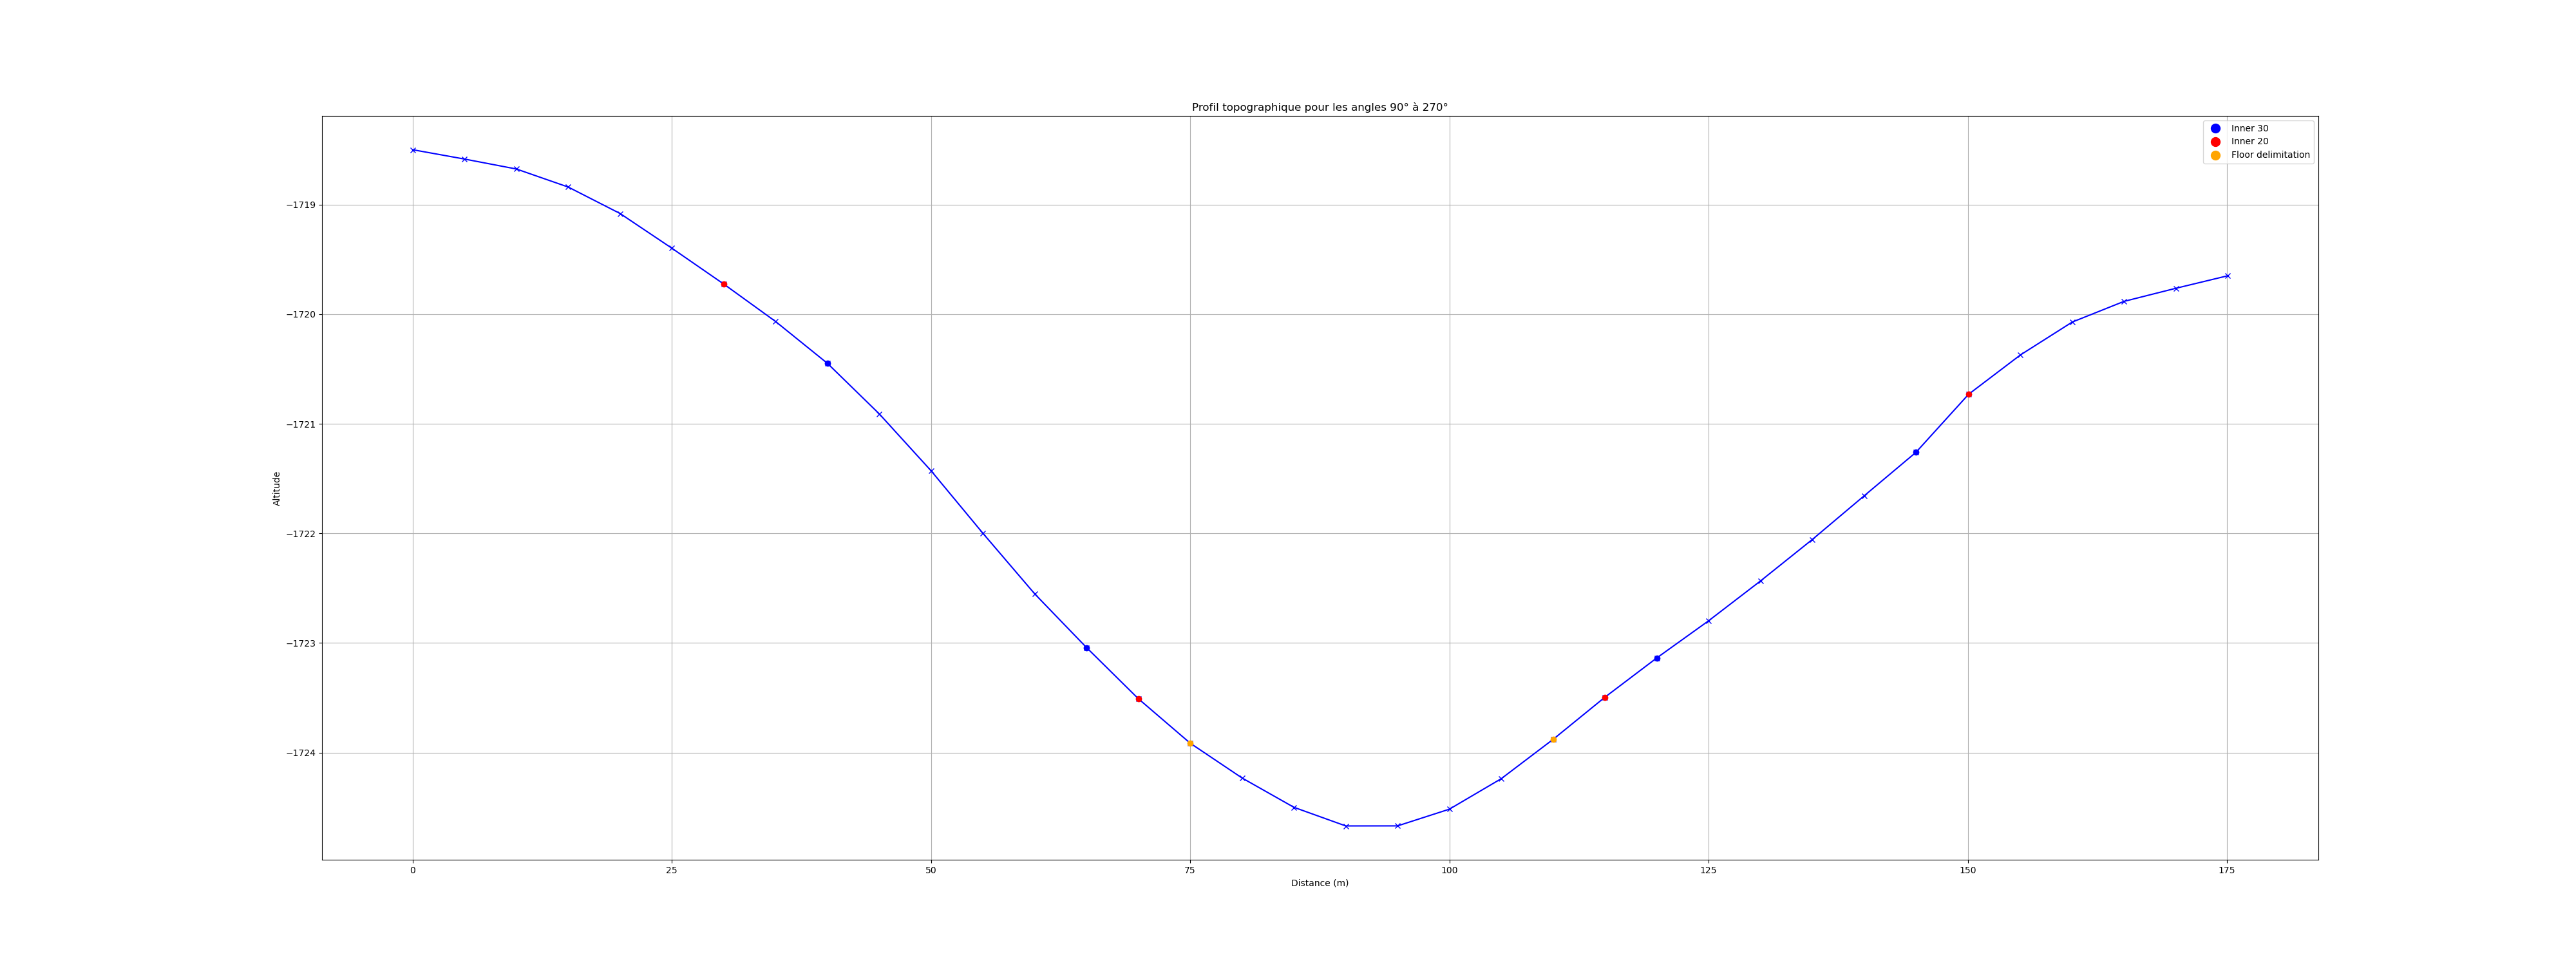 Profil topographique pour les angles 90° à 270°
Inner 30
Inner 20
Floor delimitation
Altitude
−1719
−1720
−1721
−1722
−1723
−1724
0
25
50
75
100
125
150
175
Distance (m)